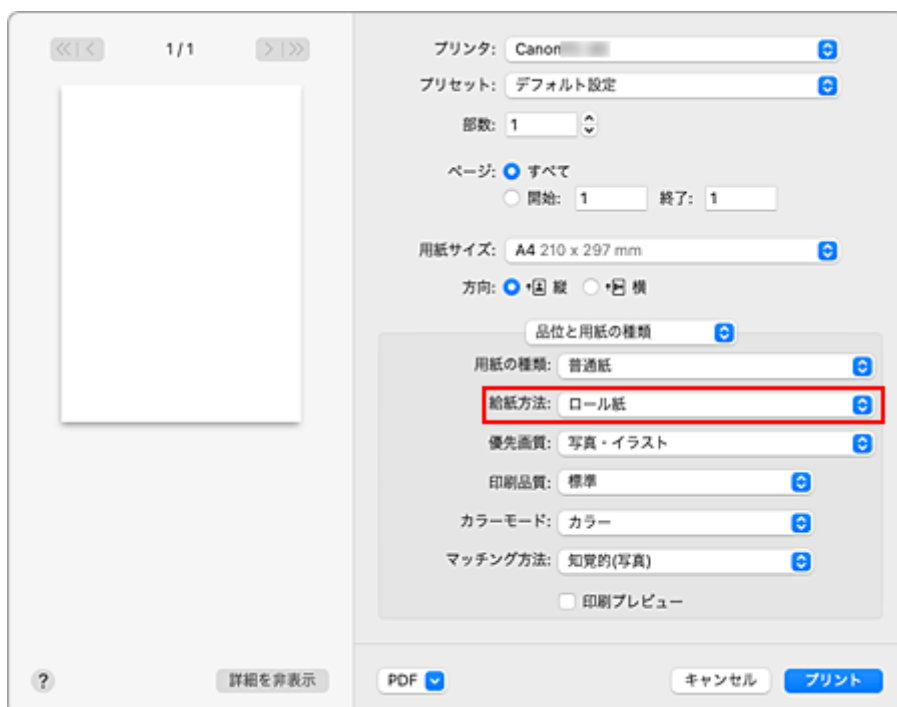 1 / 1
プリンタ: Canon
プリセット: デフォルト設定
部数: 1
ページ: すべて
開始: 1 終了: 1
用紙サイズ: A4 210 x 297 mm
方向: 縦 横
品位と用紙の種類
用紙の種類: 普通紙
給紙方法: ロール紙
優先画質: 写真・イラスト
印刷品質: 標準
カラーモード: カラー
マッチング方法: 知覚的(写真)
印刷プレビュー
? 詳細を非表示 PDF キャンセル プリント